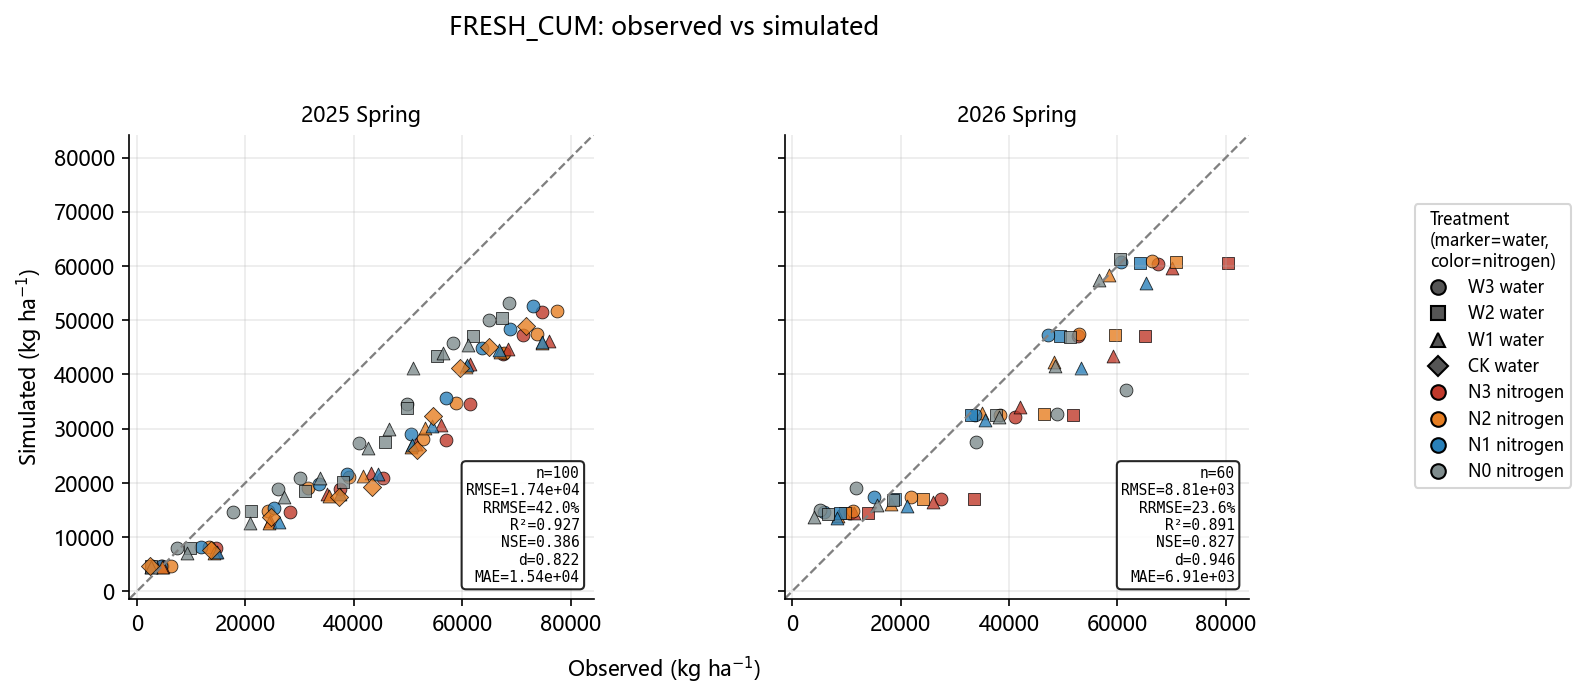 FRESH_CUM: observed vs simulated
2025 Spring
2026 Spring
Simulated (kg ha⁻¹)
80000
70000
60000
50000
40000
30000
20000
10000
0
n=100
RMSE=1.74e+04
RRMSE=42.0%
R²=0.927
NSE=0.386
d=0.822
MAE=1.54e+04
0 20000 40000 60000 80000
n=60
RMSE=8.81e+03
RRMSE=23.6%
R²=0.891
NSE=0.827
d=0.946
MAE=6.91e+03
0 20000 40000 60000 80000
Observed (kg ha⁻¹)
Treatment
(marker=water,
color=nitrogen)
W3 water
W2 water
W1 water
CK water
N3 nitrogen
N2 nitrogen
N1 nitrogen
N0 nitrogen